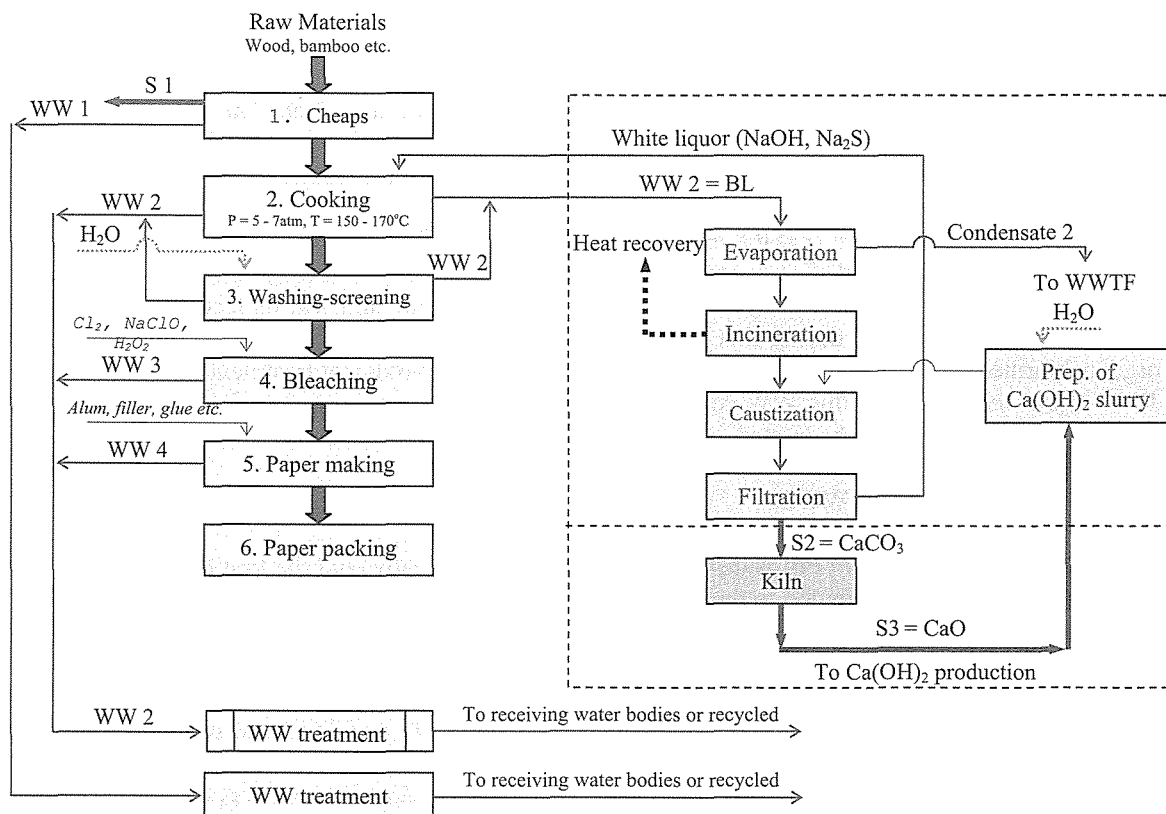 Raw Materials
Wood, bamboo etc.
S 1
WW 1
1. Cheaps
White liquor (NaOH, Na₂S)
WW 2
2. Cooking
P = 5 - 7atm, T = 150 - 170°C
WW 2 = BL
H₂O
WW 2
3. Washing-screening
Heat recovery
Evaporation
Condensate 2
To WWTF
H₂O
Cl₂, NaClO,
H₂O₂
Incineration
WW 3
4. Bleaching
Prep. of
Ca(OH)₂ slurry
Alum, filler, glue etc.
Caustization
WW 4
5. Paper making
Filtration
6. Paper packing
S2 = CaCO₃
Kiln
S3 = CaO
To Ca(OH)₂ production
WW 2
WW treatment
To receiving water bodies or recycled
WW treatment
To receiving water bodies or recycled